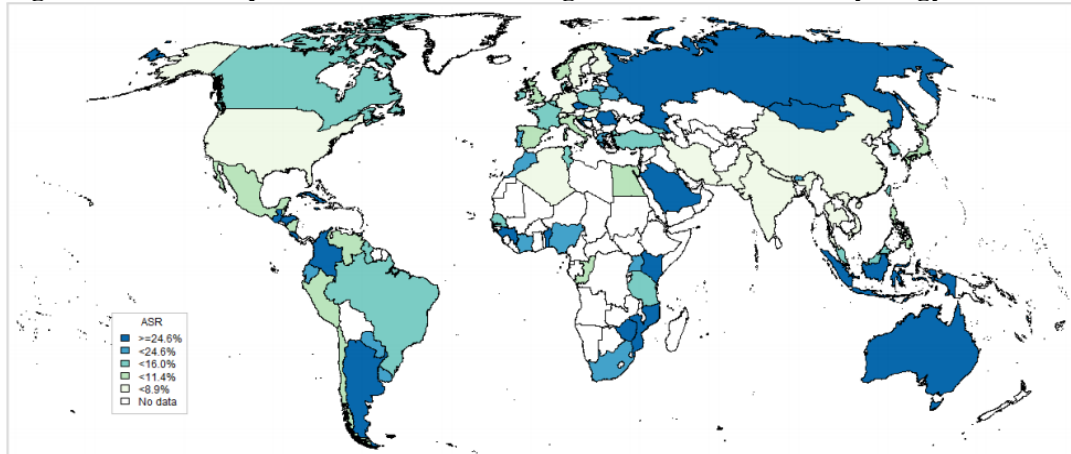 ASR
>=24.6%
<24.6%
<16.0%
<11.4%
<8.9%
No data